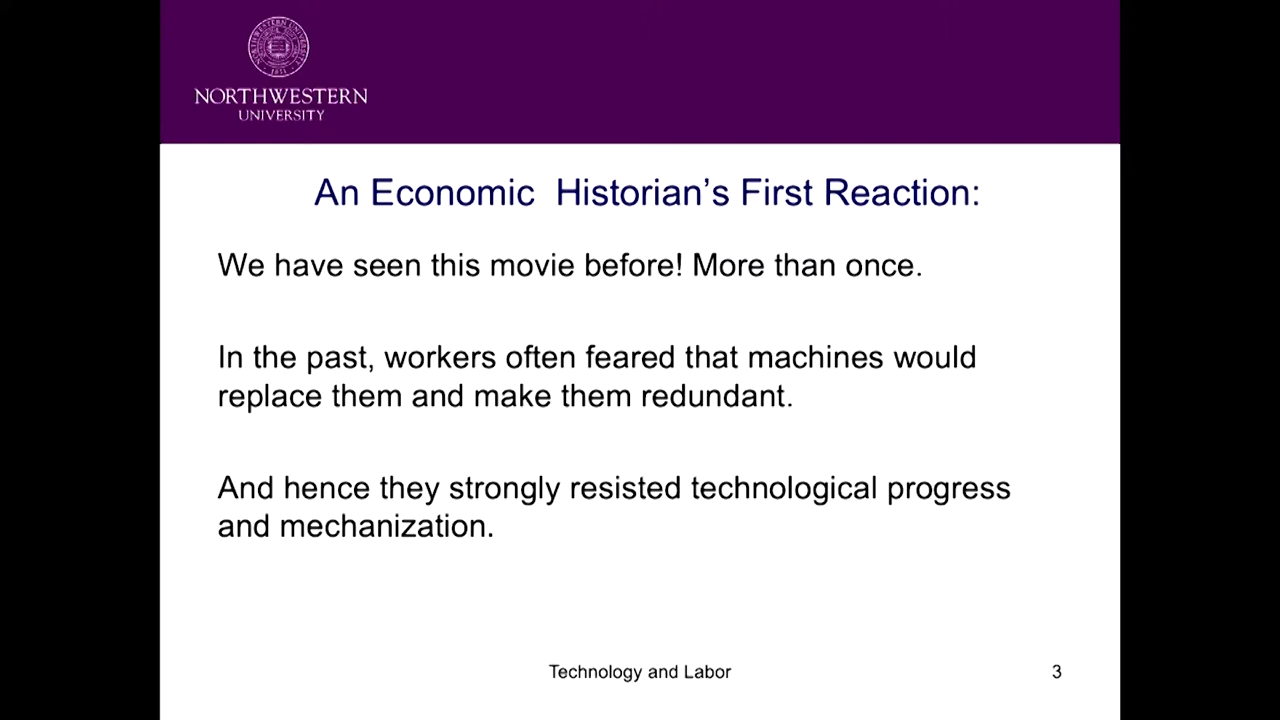 NORTHWESTERN
UNIVERSITY
An Economic  Historian’s First Reaction:
We have seen this movie before! More than once.
In the past, workers often feared that machines would
replace them and make them redundant.
And hence they strongly resisted technological progress
and mechanization.
Technology and Labor
3